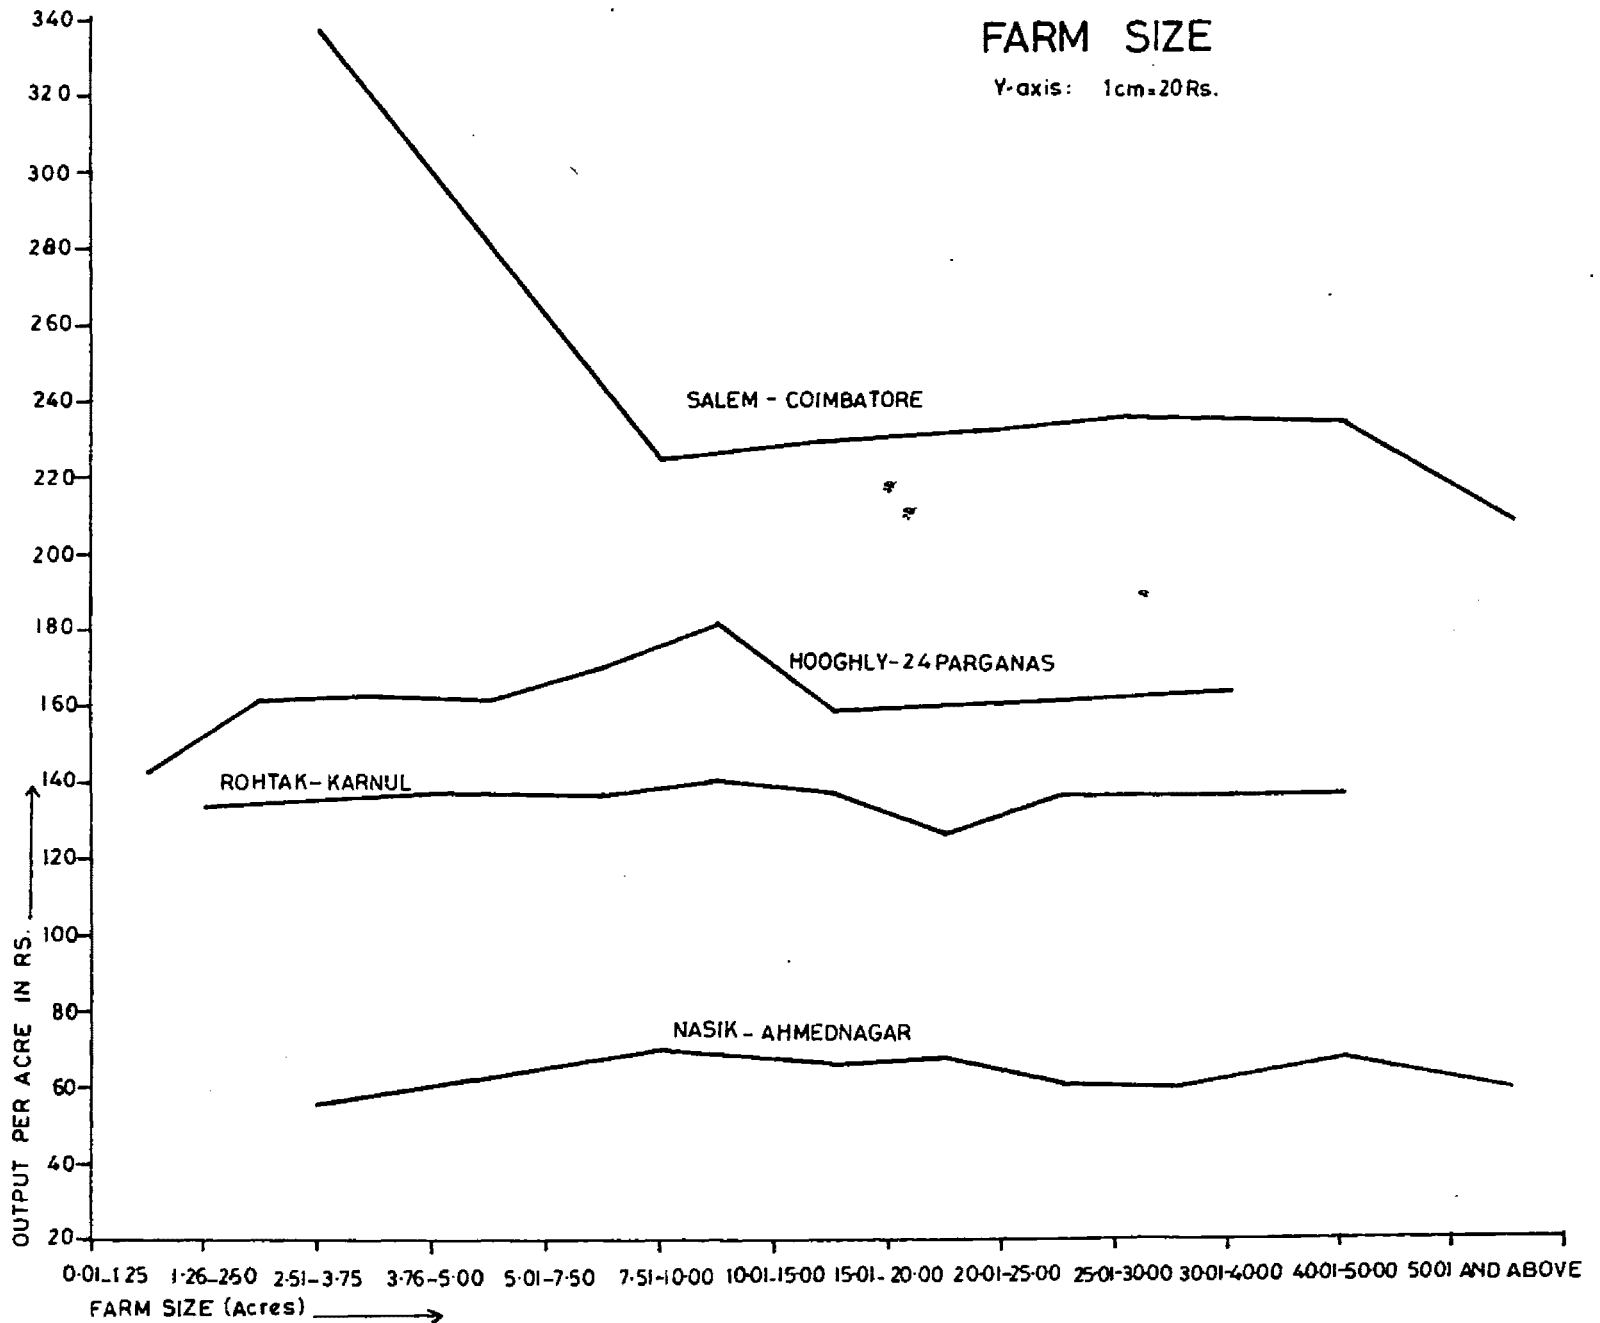 FARM SIZE
Y-axis: 1cm=20Rs.
340
320
300
280
260
240
220
200
180
160
140
120
100
80
60
40
20
SALEM - COIMBATORE
HOOGHLY-24 PARGANAS
ROHTAK-KARNUL
NASIK - AHMEDNAGAR
OUTPUT PER ACRE IN RS.
0·01-1·25 1·26-2·50 2·51-3·75 3·76-5·00 5·01-7·50 7·51-10·00 10·01-15·00 15·01-20·00 20·01-25·00 25·01-30·00 30·01-40·00 40·01-50·00 50·01 AND ABOVE
FARM SIZE (Acres)